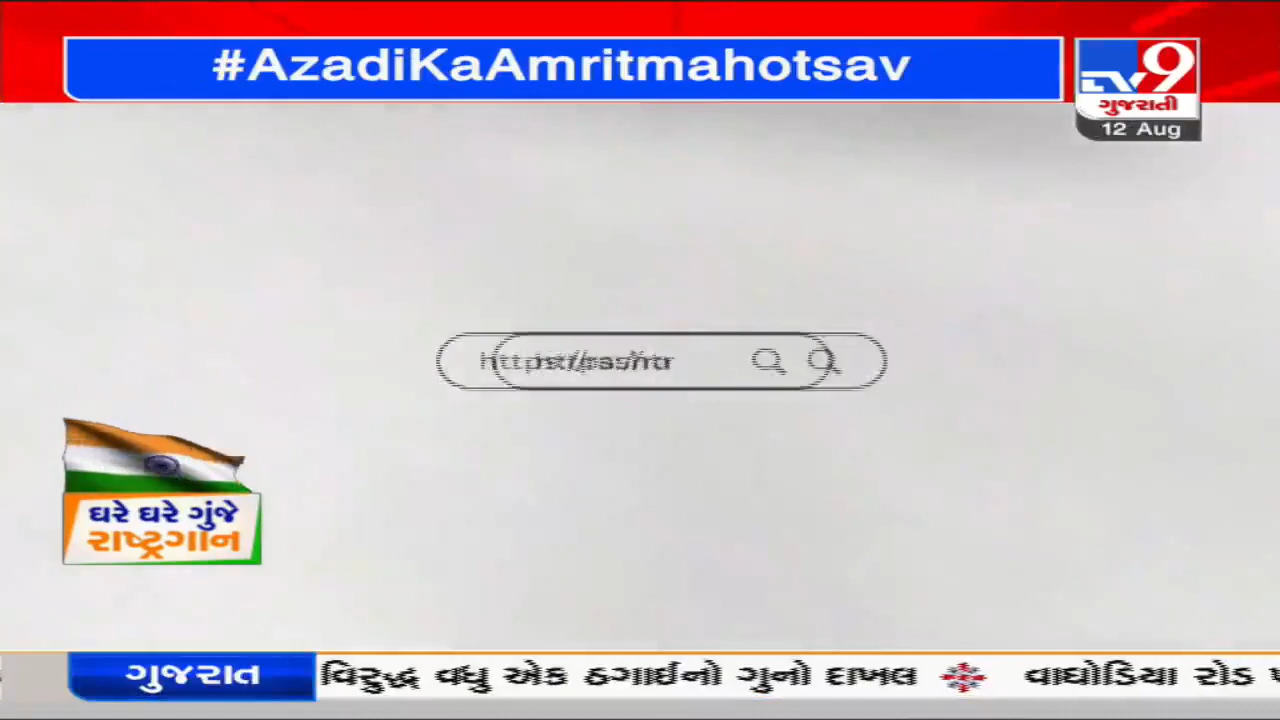 #AzadiKaAmritmahotsav
TV9
ગુજરાતી
12 Aug
ઘરે ઘરે ગુંજે
રાષ્ટ્રગાન
ગુજરાત
વિરુદ્ધ વધુ એક ઠગાઈનો ગુનો દાખલ
વાઘોડિયા રોડ